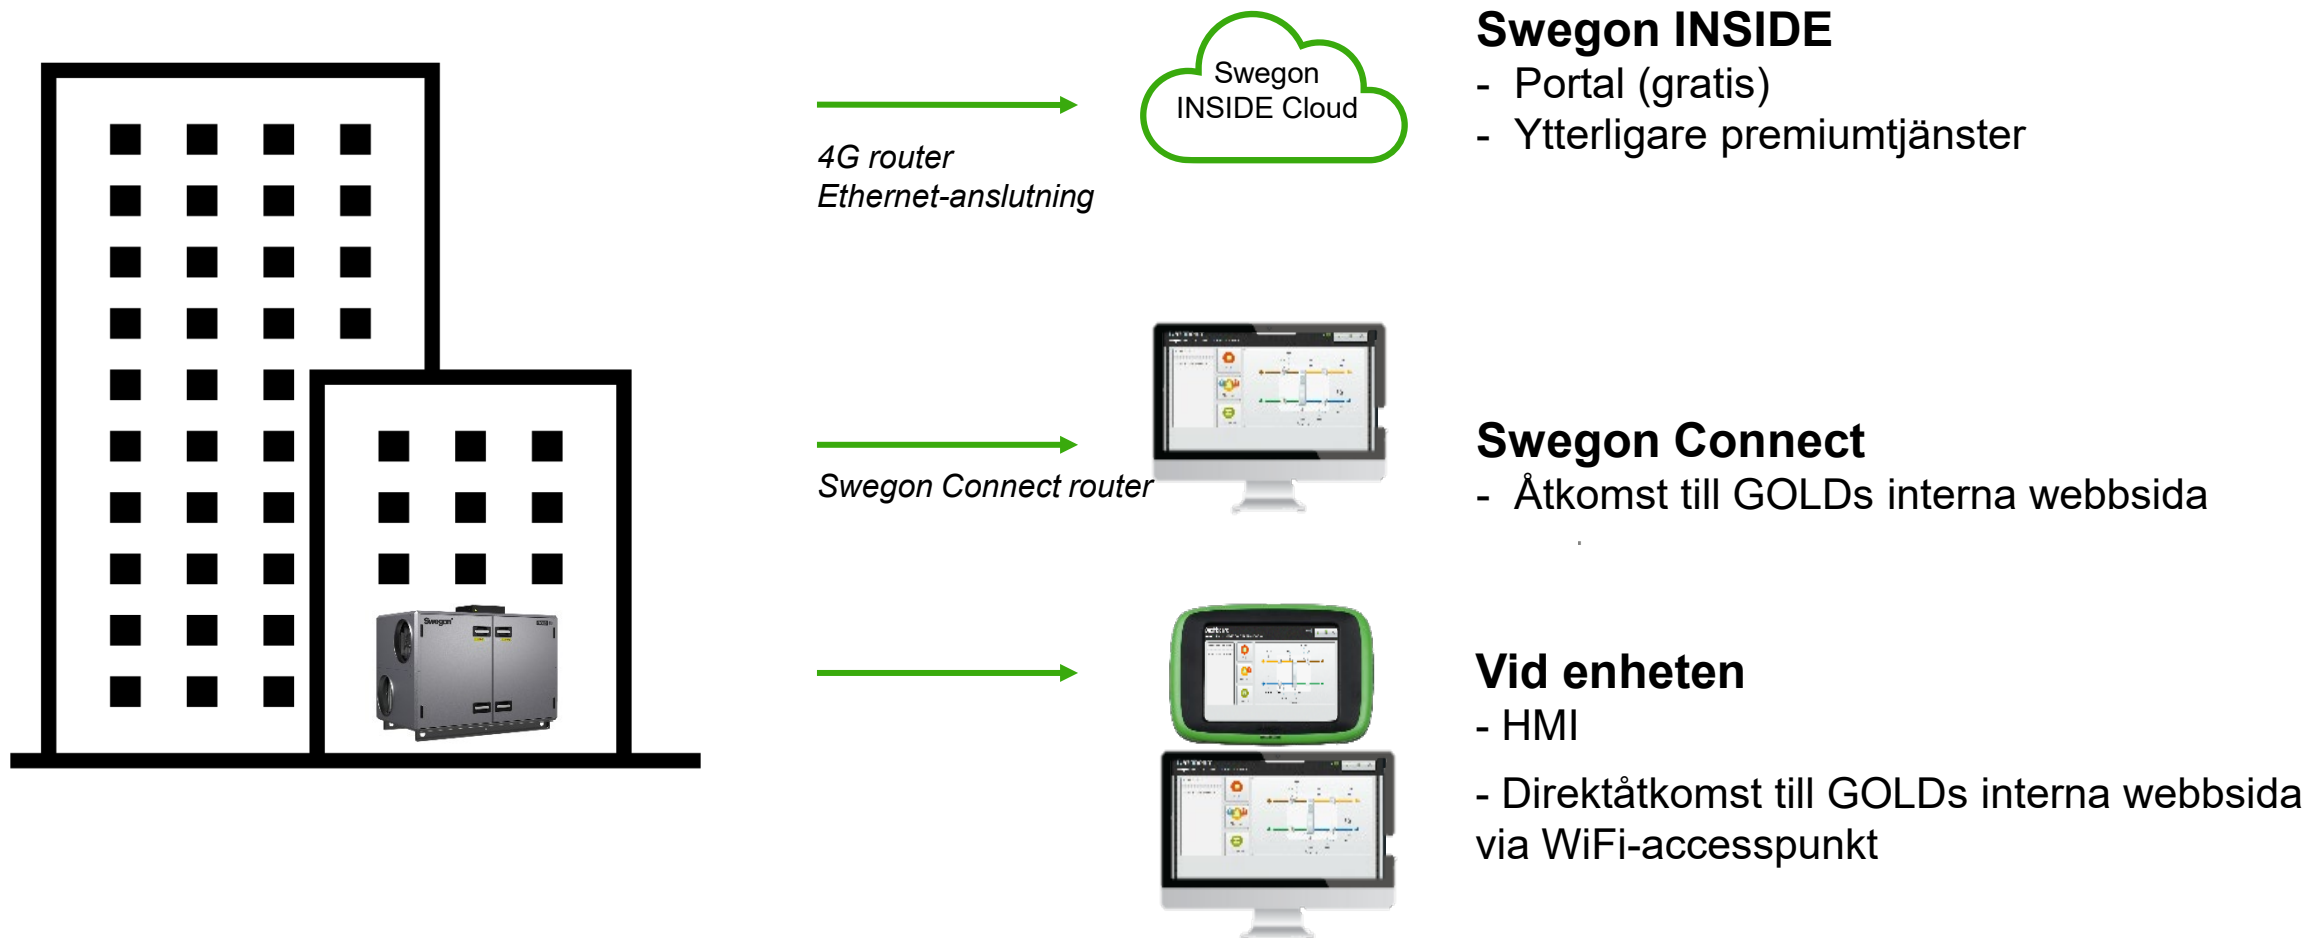 Swegon INSIDE
- Portal (gratis)
- Ytterligare premiumtjänster
Swegon
INSIDE Cloud
4G router
Ethernet-anslutning
Swegon Connect
- Åtkomst till GOLDs interna webbsida
.
Swegon Connect router
Swegon
Vid enheten
- HMI
- Direktåtkomst till GOLDs interna webbsida
via WiFi-accesspunkt